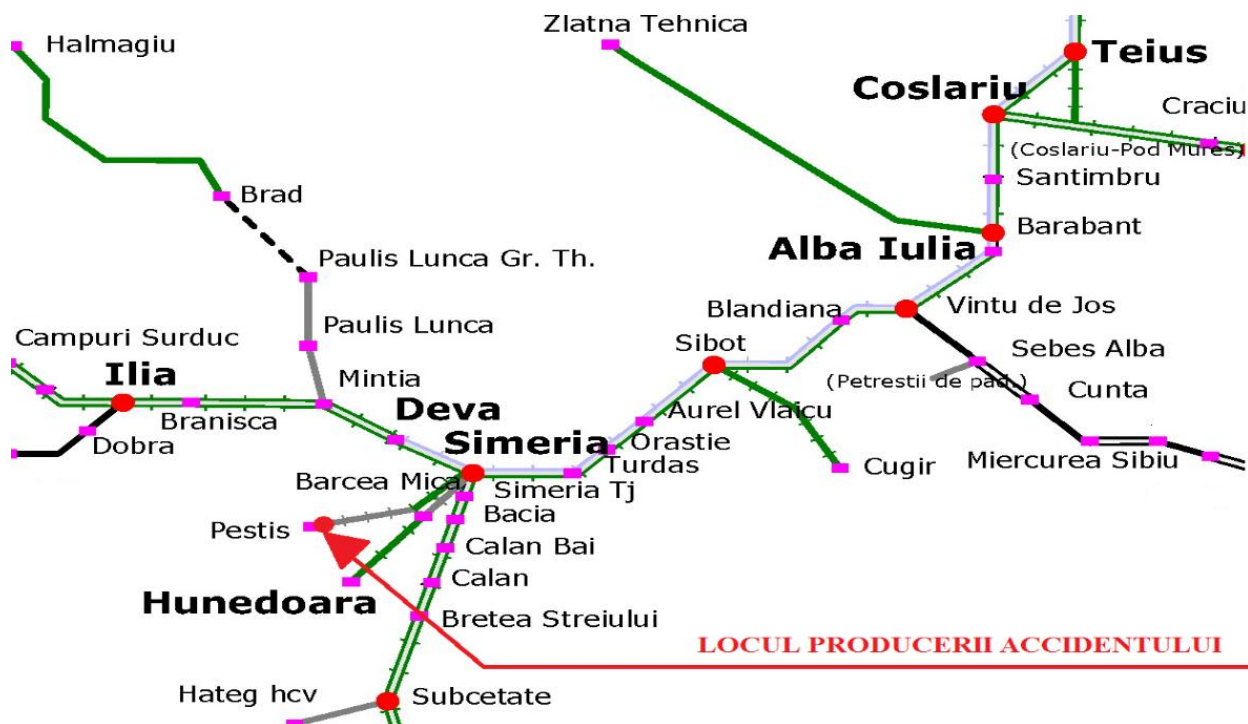 Zlatna Tehnica
Halmagiu
Teius
Coslariu
Craciu
(Coslariu-Pod Mures)
Santimbru
Brad
Barabant
Alba Iulia
Paulis Lunca Gr. Th.
Blandiana
Vintu de Jos
Paulis Lunca
Campuri Surduc
Sibot
Sebes Alba
Ilia
Mintia
(Petrestii de pad.)
Cunta
Branisca
Deva
Aurel Vlaicu
Dobra
Simeria
Orastie
Turdas
Cugir
Miercurea Sibiu
Barcea Mica
Simeria Tj
Bacia
Pestis
Calan Bai
Calan
Hunedoara
Bretea Streiului
LOCUL PRODUCERII ACCIDENTULUI
Hateg hcv
Subcetate